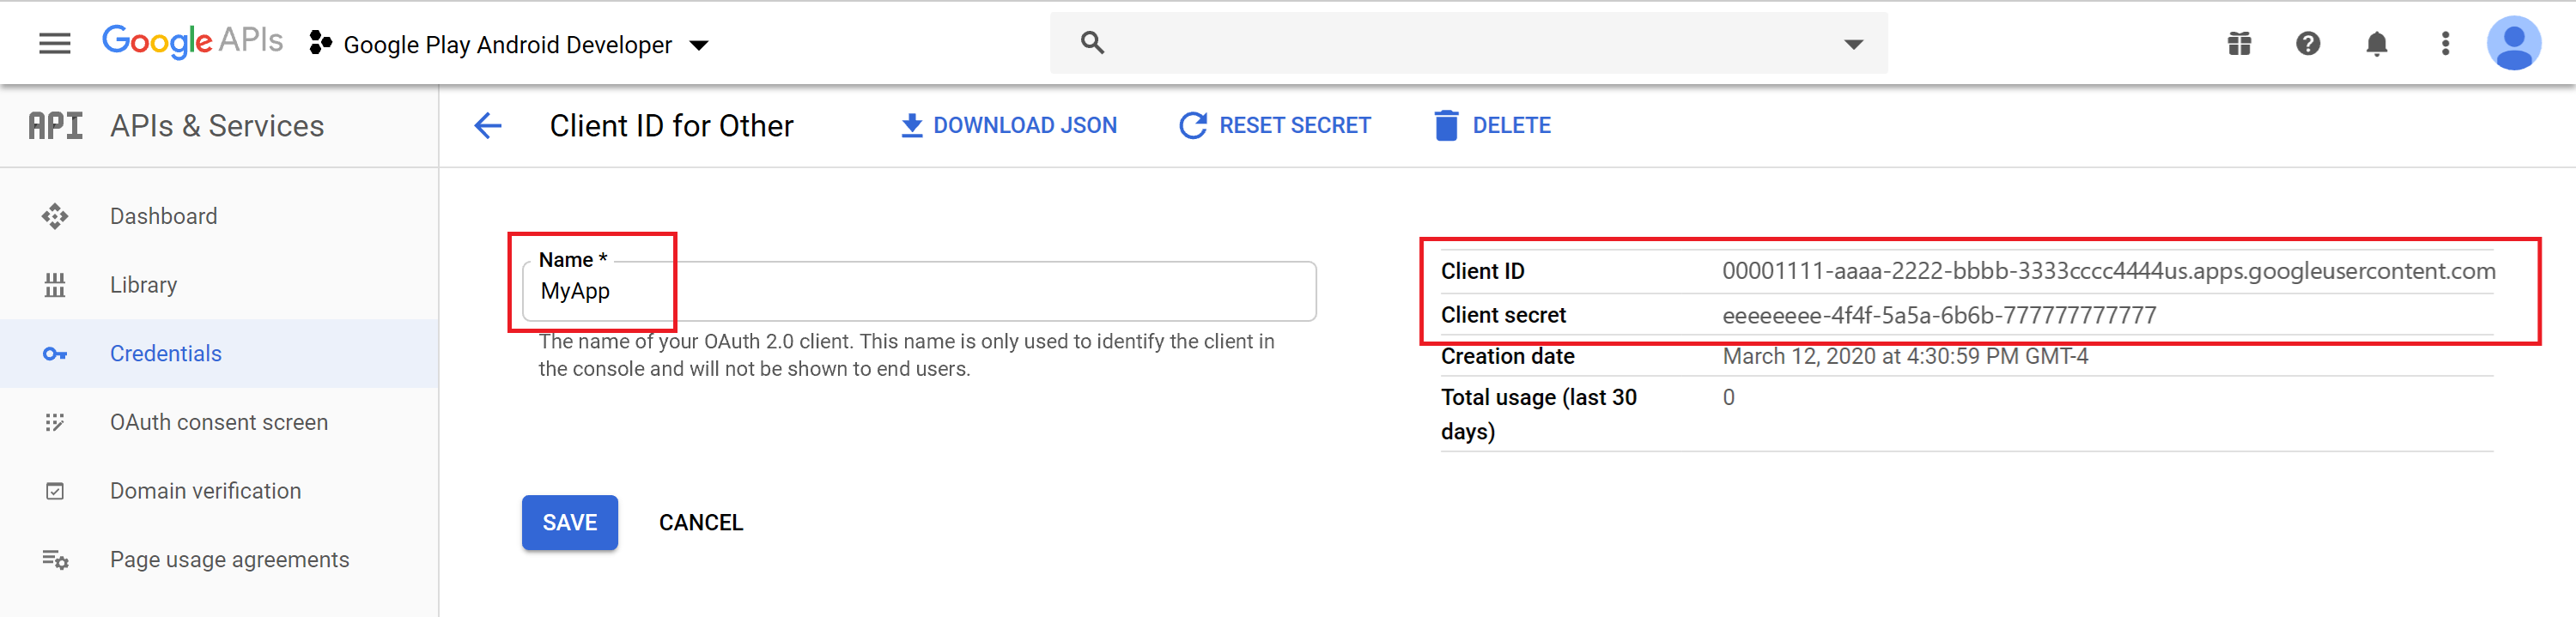 Google APIs Google Play Android Developer
API APIs & Services
Client ID for Other DOWNLOAD JSON RESET SECRET DELETE
Dashboard
Library
Credentials
OAuth consent screen
Domain verification
Page usage agreements
Name *
MyApp
The name of your OAuth 2.0 client. This name is only used to identify the client in
the console and will not be shown to end users.
SAVE CANCEL
Client ID 00001111-aaaa-2222-bbbb-3333cccc4444us.apps.googleusercontent.com
Client secret eeeeeeee-4f4f-5a5a-6b6b-777777777777
Creation date March 12, 2020 at 4:30:59 PM GMT-4
Total usage (last 30 0
days)